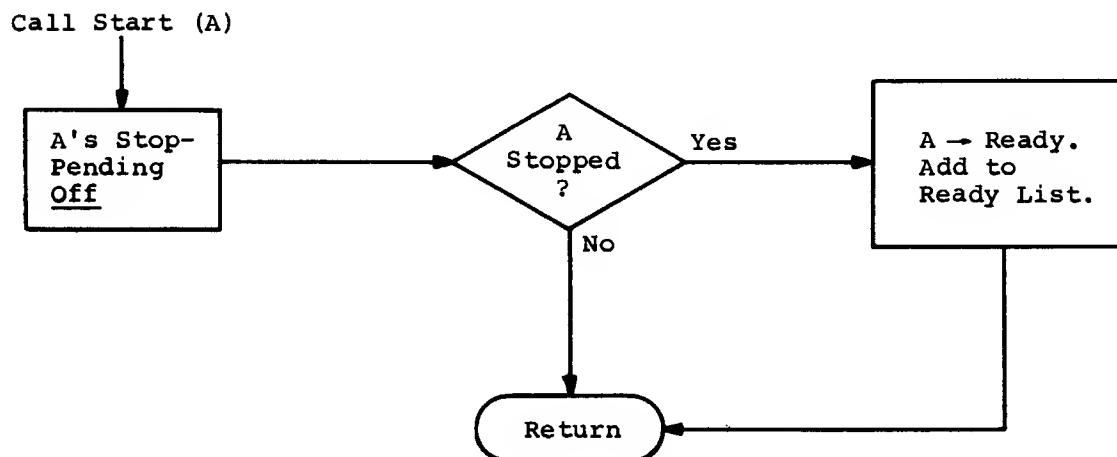 Call Start (A)
A's Stop-
Pending
Off
A
Stopped
?
Yes
No
A → Ready.
Add to
Ready List.
Return